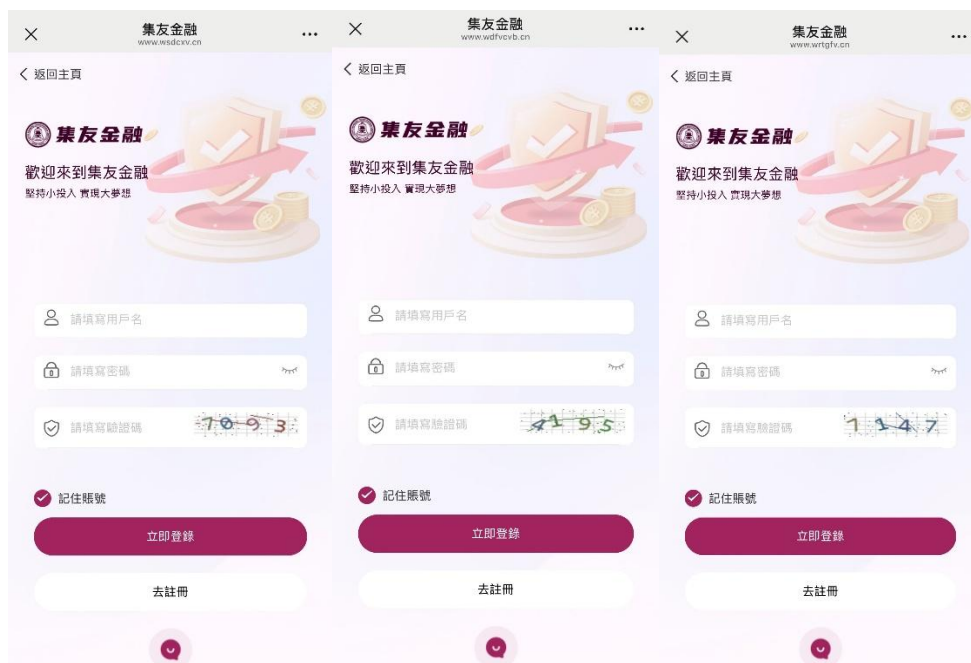 集友金融
www.wsdcxv.cn
返回主頁
集友金融
歡迎來到集友金融
堅持小投入 實現大夢想
請填寫用戶名
請填寫密碼
請填寫驗證碼
7093
記住賬號
立即登錄
去註冊
集友金融
www.wdfvcvb.cn
返回主頁
集友金融
歡迎來到集友金融
堅持小投入 實現大夢想
請填寫用戶名
請填寫密碼
請填寫驗證碼
4195
記住賬號
立即登錄
去註冊
集友金融
www.wrtgfv.cn
返回主頁
集友金融
歡迎來到集友金融
堅持小投入 實現大夢想
請填寫用戶名
請填寫密碼
請填寫驗證碼
7147
記住賬號
立即登錄
去註冊